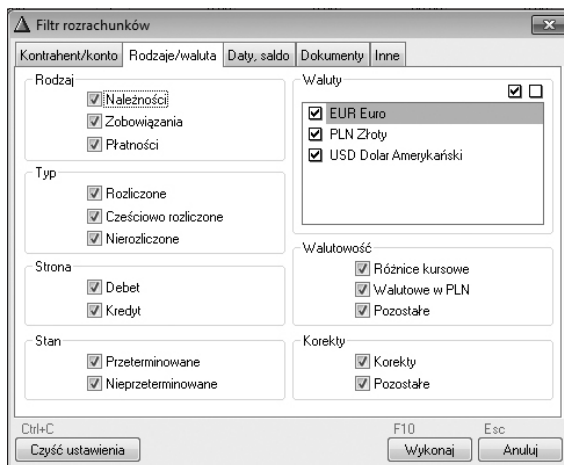 Filtr rozrachunków
Kontrahent/konto Rodzaje/waluta Daty, saldo Dokumenty Inne
Rodzaj
Należności
Zobowiązania
Płatności
Typ
Rozliczone
Cześciowo rozliczone
Nierozliczone
Strona
Debet
Kredyt
Stan
Przeterminowane
Nieprzeterminowane
Waluty
EUR Euro
PLN Złoty
USD Dolar Amerykański
Walutowość
Różnice kursowe
Walutowe w PLN
Pozostałe
Korekty
Korekty
Pozostałe
Ctrl+C F10 Esc
Czyść ustawienia Wykonaj Anuluj